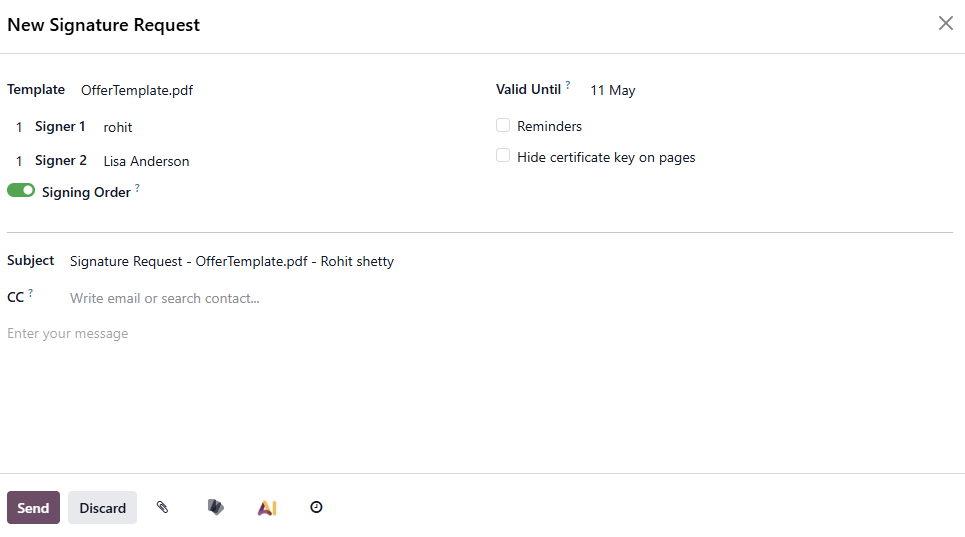 New Signature Request
Template OfferTemplate.pdf
Valid Until ? 11 May
1 Signer 1 rohit
Reminders
1 Signer 2 Lisa Anderson
Hide certificate key on pages
Signing Order ?
Subject Signature Request - OfferTemplate.pdf - Rohit shetty
CC ? Write email or search contact...
Enter your message
Send Discard AI